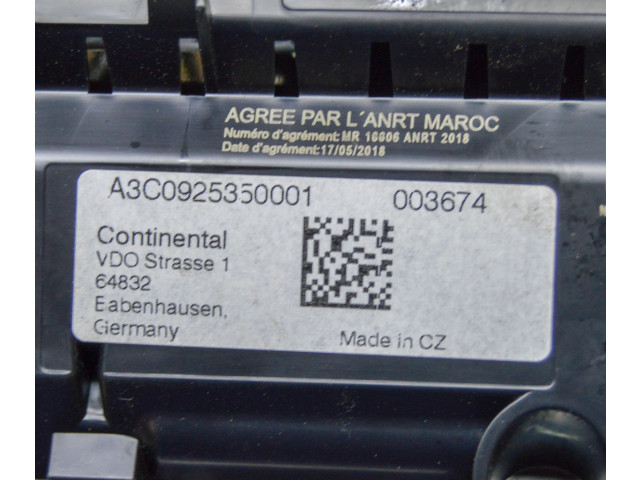 AGREE PAR L´ANRT MAROC
Numéro d'agrément:MR 16606 ANRT 2018
Date d'agrément:17/05/2018
A3C0925350001 003674
Continental
VDO Strasse 1
64832
Babenhausen,
Germany
Made in CZ